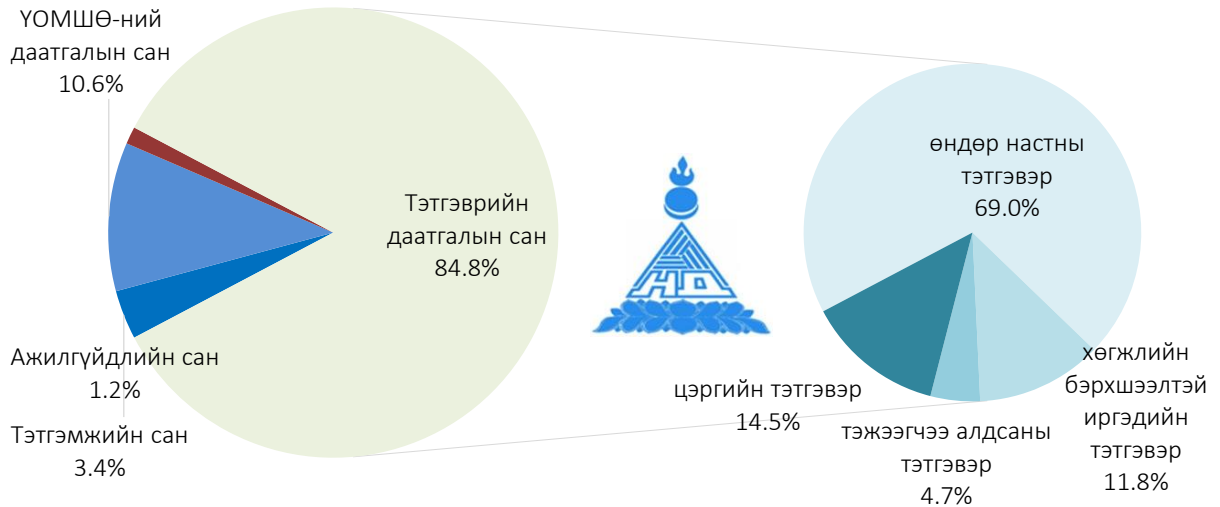 ҮОМШӨ-ний
даатгалын сан
10.6%
Тэтгэврийн
даатгалын сан
84.8%
Ажилгүйдлийн сан
1.2%
Тэтгэмжийн сан
3.4%
НД
өндөр настны
тэтгэвэр
69.0%
цэргийн тэтгэвэр
14.5%
тэжээгчээ алдсаны
тэтгэвэр
4.7%
хөгжлийн
бэрхшээлтэй
иргэдийн
тэтгэвэр
11.8%